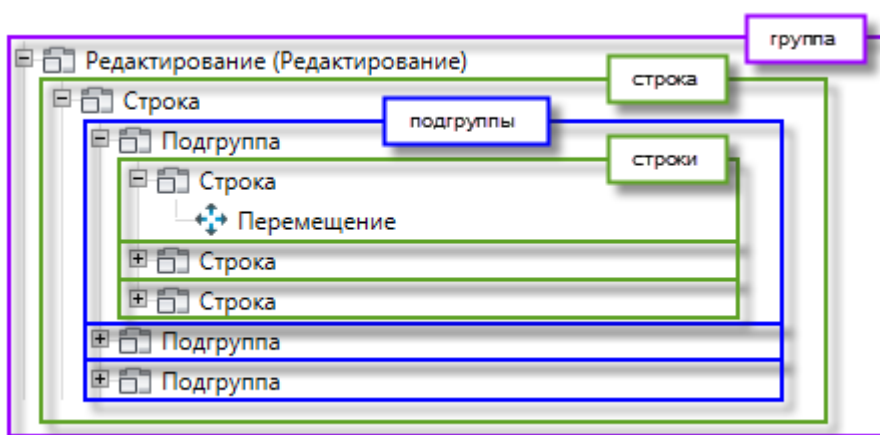 группа
Редактирование (Редактирование)
строка
Строка
подгруппы
Подгруппа
строки
Строка
Перемещение
Строка
Строка
Подгруппа
Подгруппа